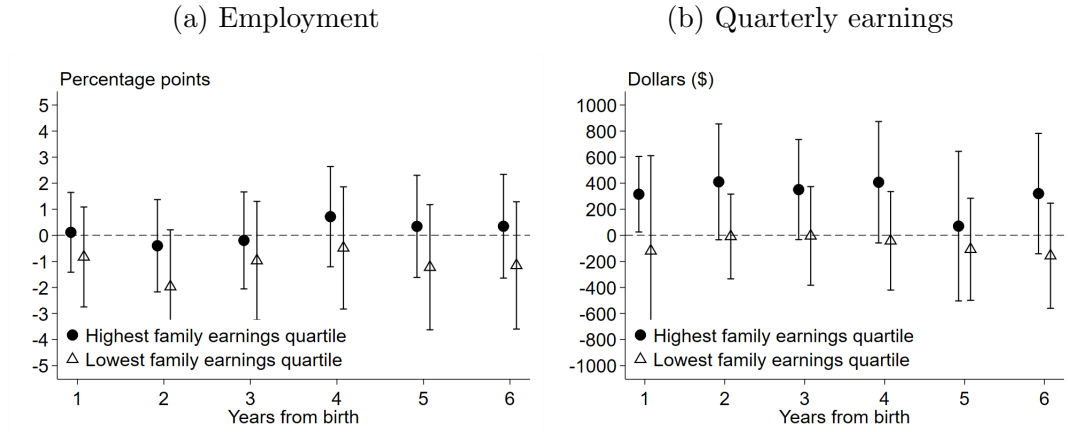 (a) Employment
Percentage points
5
4
3
2
1
0
-1
-2
-3
-4
-5
Highest family earnings quartile
Lowest family earnings quartile
1 2 3 4 5 6
Years from birth
(b) Quarterly earnings
Dollars ($)
1000
800
600
400
200
0
-200
-400
-600
-800
-1000
Highest family earnings quartile
Lowest family earnings quartile
1 2 3 4 5 6
Years from birth